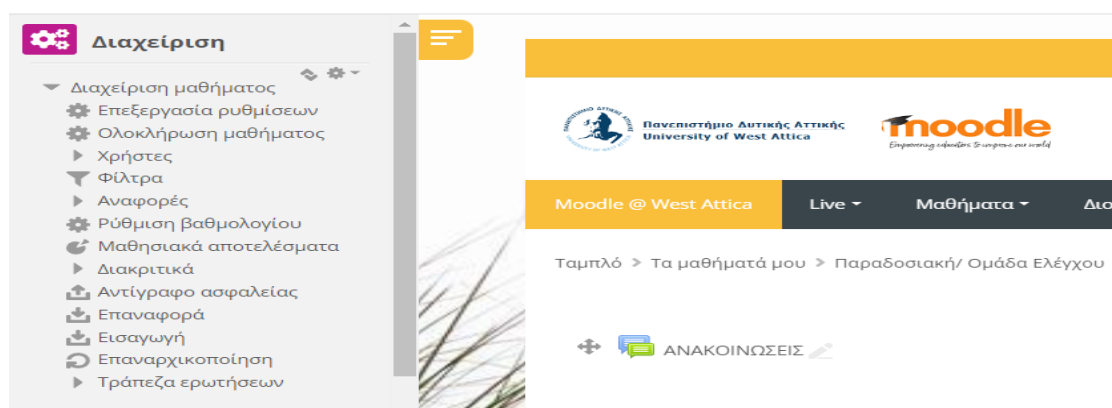 Διαχείριση
Διαχείριση μαθήματος
Επεξεργασία ρυθμίσεων
Ολοκλήρωση μαθήματος
Χρήστες
Φίλτρα
Αναφορές
Ρύθμιση βαθμολογίου
Μαθησιακά αποτελέσματα
Διακριτικά
Αντίγραφο ασφαλείας
Επαναφορά
Εισαγωγή
Επαναρχικοποίηση
Τράπεζα ερωτήσεων
Πανεπιστήμιο Δυτικής Αττικής
University of West Attica
moodle
Empowering educators to improve our world
Moodle @ West Attica Live Μαθήματα Διο
Ταμπλό > Τα μαθήματά μου > Παραδοσιακή/ Ομάδα Ελέγχου
ΑΝΑΚΟΙΝΩΣΕΙΣ